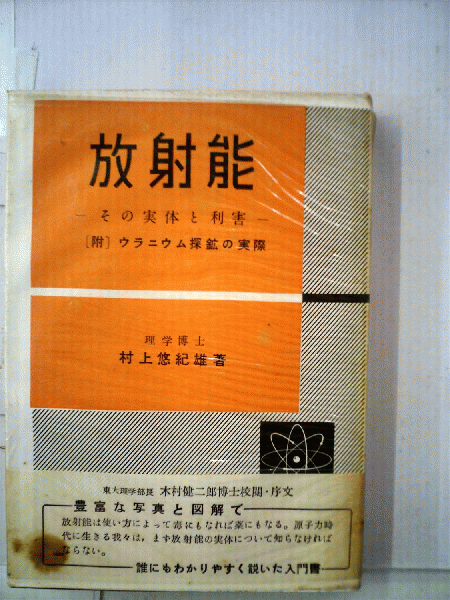 放射能
―その実体と利害―
［附］ウラニウム探鉱の実際
理学博士
村上悠紀雄著
東大理学部長 木村健二郎博士校閲・序文
豊富な写真と図解で
放射能は使い方によって毒にもなれば薬にもなる。原子力時
代に生きる我々は、まず放射能の実体について知らなければ
ならない。
誰にもわかりやすく説いた入門書